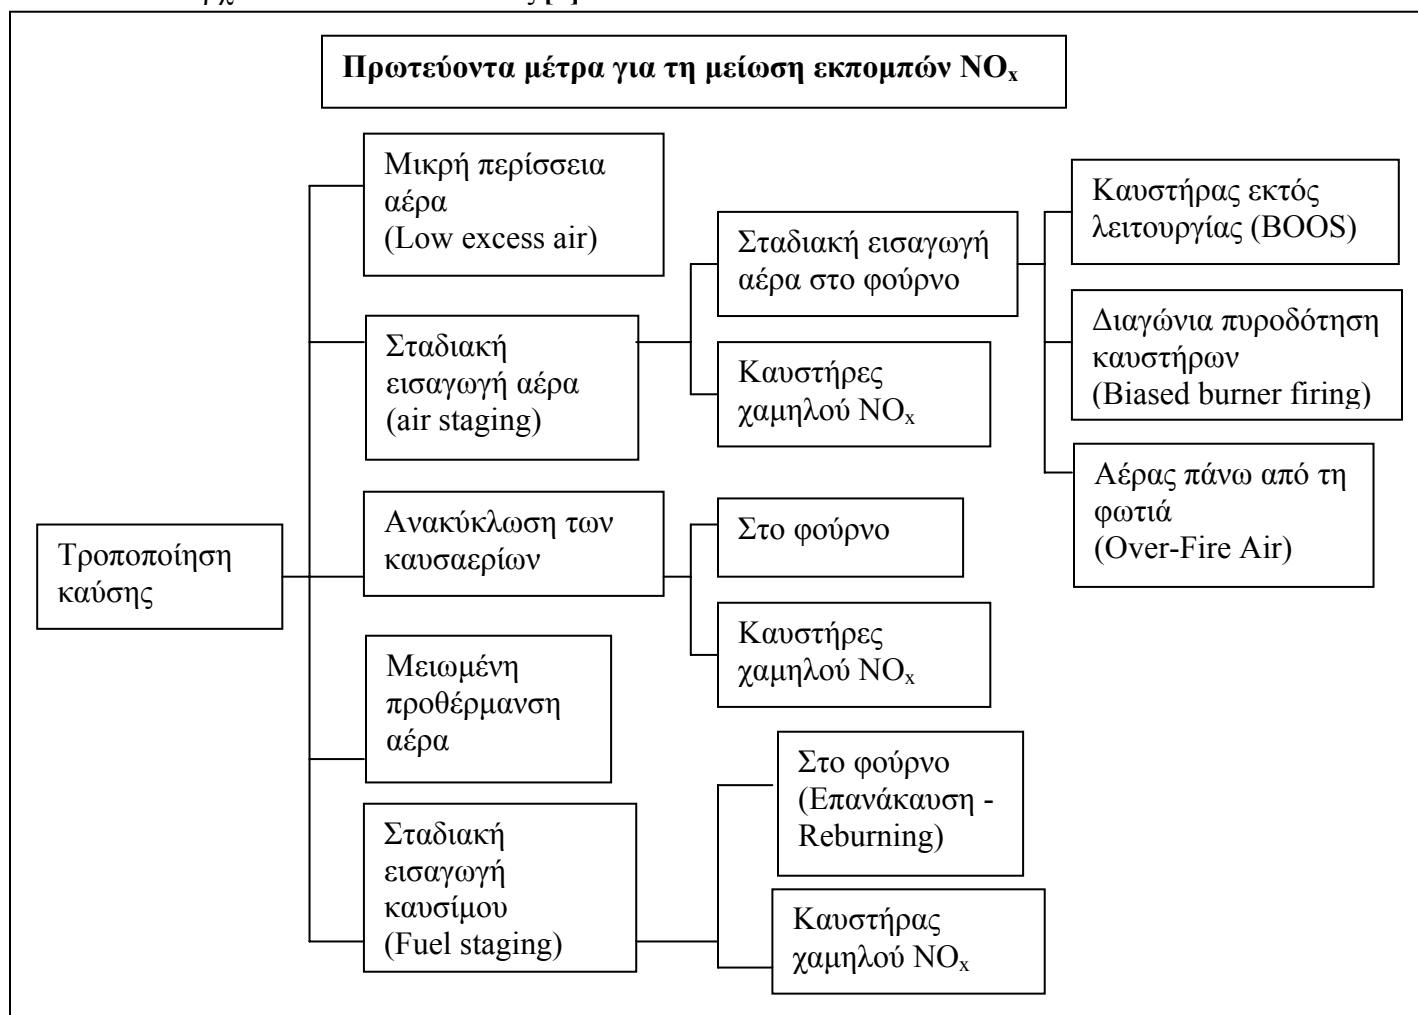 Πρωτεύοντα μέτρα για τη μείωση εκπομπών NOx
Μικρή περίσσεια
αέρα
(Low excess air)
Σταδιακή
εισαγωγή αέρα
(air staging)
Σταδιακή εισαγωγή
αέρα στο φούρνο
Καυστήρες
χαμηλού NOx
Καυστήρας εκτός
λειτουργίας (BOOS)
Διαγώνια πυροδότηση
καυστήρων
(Biased burner firing)
Αέρας πάνω από τη
φωτιά
(Over-Fire Air)
Τροποποίηση
καύσης
Ανακύκλωση των
καυσαερίων
Στο φούρνο
Καυστήρες
χαμηλού NOx
Μειωμένη
προθέρμανση
αέρα
Σταδιακή
εισαγωγή
καυσίμου
(Fuel staging)
Στο φούρνο
(Επανάκαυση -
Reburning)
Καυστήρας
χαμηλού NOx